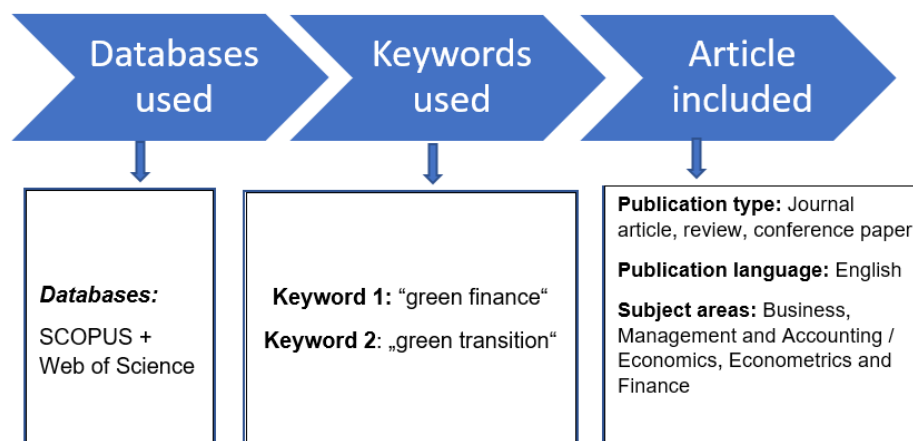 Databases
used
Keywords
used
Article
included
Databases:
SCOPUS +
Web of Science
Keyword 1: “green finance“
Keyword 2: „green transition“
Publication type: Journal
article, review, conference paper
Publication language: English
Subject areas: Business,
Management and Accounting /
Economics, Econometrics and
Finance